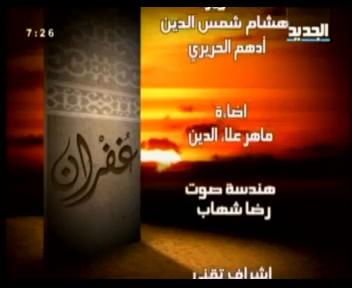 هشام شمس الدين
الجديد
7:26
أدهم الحريري
اضاءة
ماهر علاء الدين
غفران
هندسة صوت
رضا شهاب
اشراف تقني